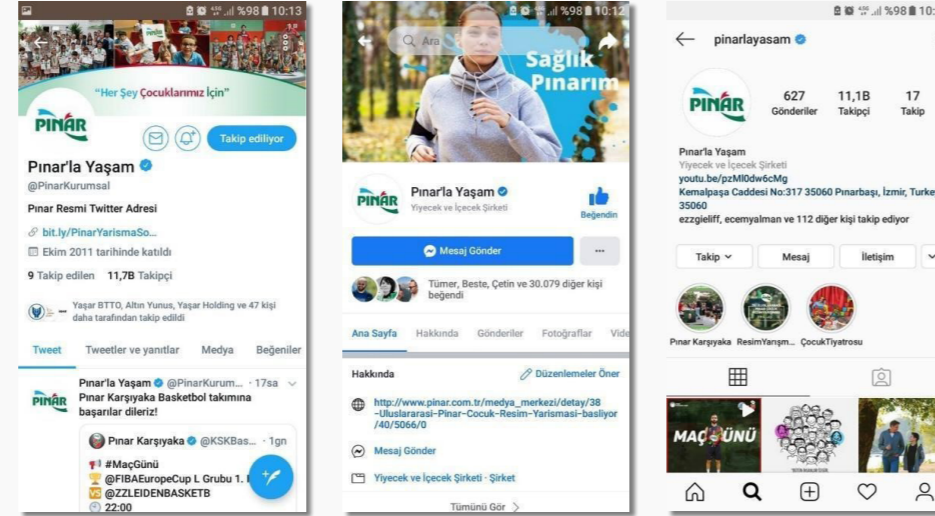 %98 10:13
"Her Şey Çocuklarımız İçin"
PINAR
Takip ediliyor
Pınar'la Yaşam
@PinarKurumsal
Pınar Resmi Twitter Adresi
bit.ly/PinarYarismaSo...
Ekim 2011 tarihinde katıldı
9 Takip edilen 11,7B Takipçi
Yaşar BTTO, Altın Yunus, Yaşar Holding ve 47 kişi
daha tarafından takip edildi
Tweet Tweetler ve yanıtlar Medya Beğeniler
PINAR
Pınar'la Yaşam @PinarKurum... · 17sa
Pınar Karşıyaka Basketbol takımına
başarılar dileriz!
Pınar Karşıyaka @KSKBas... · 1gn
#MaçGünü
@FIBAEuropeCup L Grubu 1.
VS @ZZLEIDENBASKETB
22:00
%98 10:12
Ara
Sağlık
Pınarım
PINAR
Pınar'la Yaşam
Yiyecek ve İçecek Şirketi
Beğendin
Mesaj Gönder
Tümer, Beste, Çetin ve 30.079 diğer kişi
beğendi
Ana Sayfa Hakkında Gönderiler Fotoğraflar Vide
Hakkında Düzenlemeler Öner
http://www.pinar.com.tr/medya_merkezi/detay/38
-Uluslararasi-Pinar-Cocuk-Resim-Yarismasi-basliyor
/40/5066/0
Mesaj Gönder
Yiyecek ve İçecek Şirketi · Şirket
Tümünü Gör
%98 10:
pinarlayasam
PINAR
627 11,1B 17
Gönderiler Takipçi Takip
Pınar'la Yaşam
Yiyecek ve İçecek Şirketi
youtu.be/pzMl0dw6cMg
Kemalpaşa Caddesi No:317 35060 Pınarbaşı, İzmir, Turke
35060
ezzgieliff, ecemyalman ve 112 diğer kişi takip ediyor
Takip Mesaj İletişim
Pınar Karşıyaka ResimYarışm... ÇocukTiyatrosu
MAÇ GÜNÜ